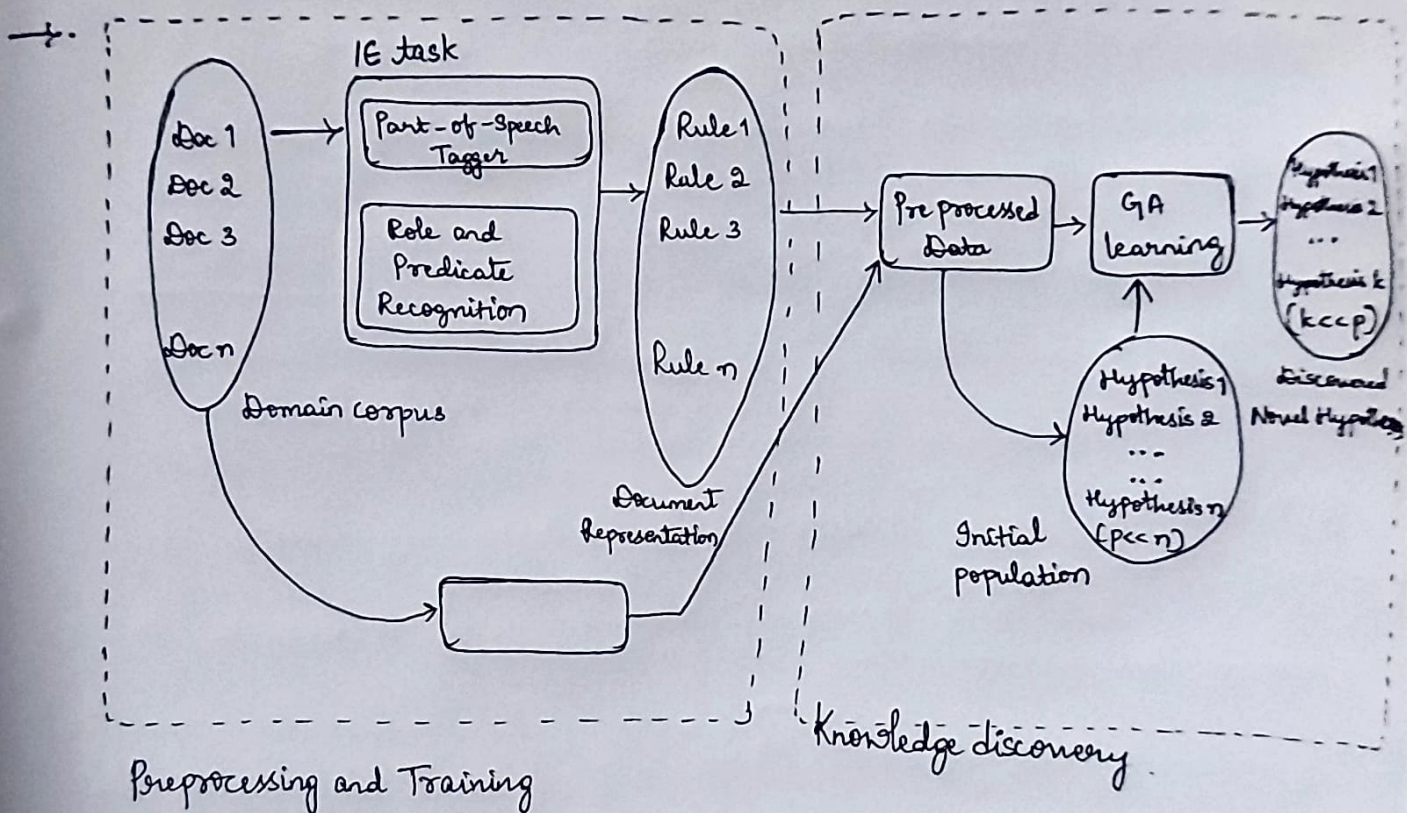 IE task
Doc 1
Doc 2
Doc 3
Doc n
Domain corpus
Part-of-Speech
Tagger
Role and
Predicate
Recognition
Rule 1
Rule 2
Rule 3
Rule n
Document
Representation
Preprocessing and Training
Preprocessed
Data
GA
learning
Hypothesis 1
Hypothesis 2
...
...
Hypothesis n
(p<<n)
Initial
population
Hypothesis 1
Hypothesis 2
...
Hypothesis k
(k<<p)
Novel
Knowledge discovery.